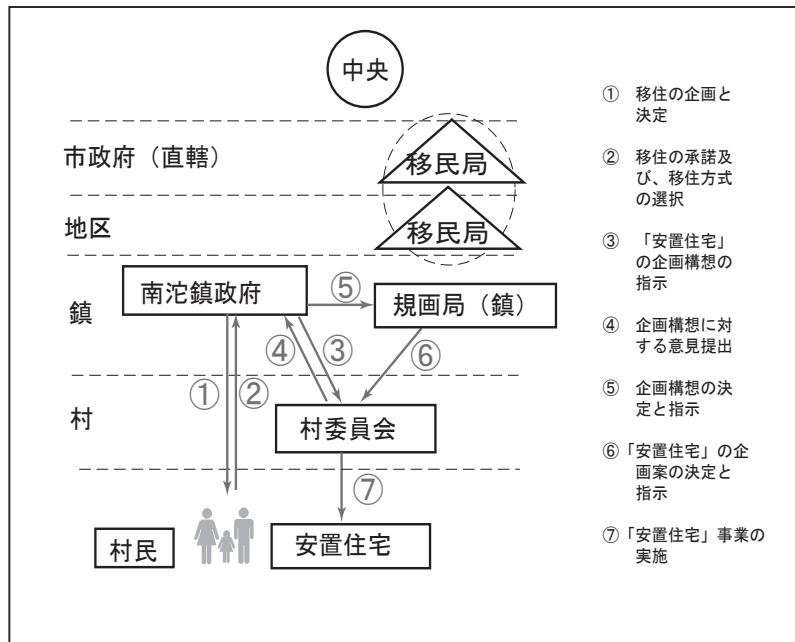 中央
市政府（直轄）
移民局
地区
移民局
鎮
南沱鎮政府
⑤
規画局（鎮）
④
③
⑥
①
②
村
村委員会
⑦
村民
安置住宅
① 移住の企画と
決定
② 移住の承諾及
び、移住方式
の選択
③ 「安置住宅」
の企画構想の
指示
④ 企画構想に対
する意見提出
⑤ 企画構想の決
定と指示
⑥「安置住宅」の企
画案の決定と
指示
⑦「安置住宅」事業の
実施